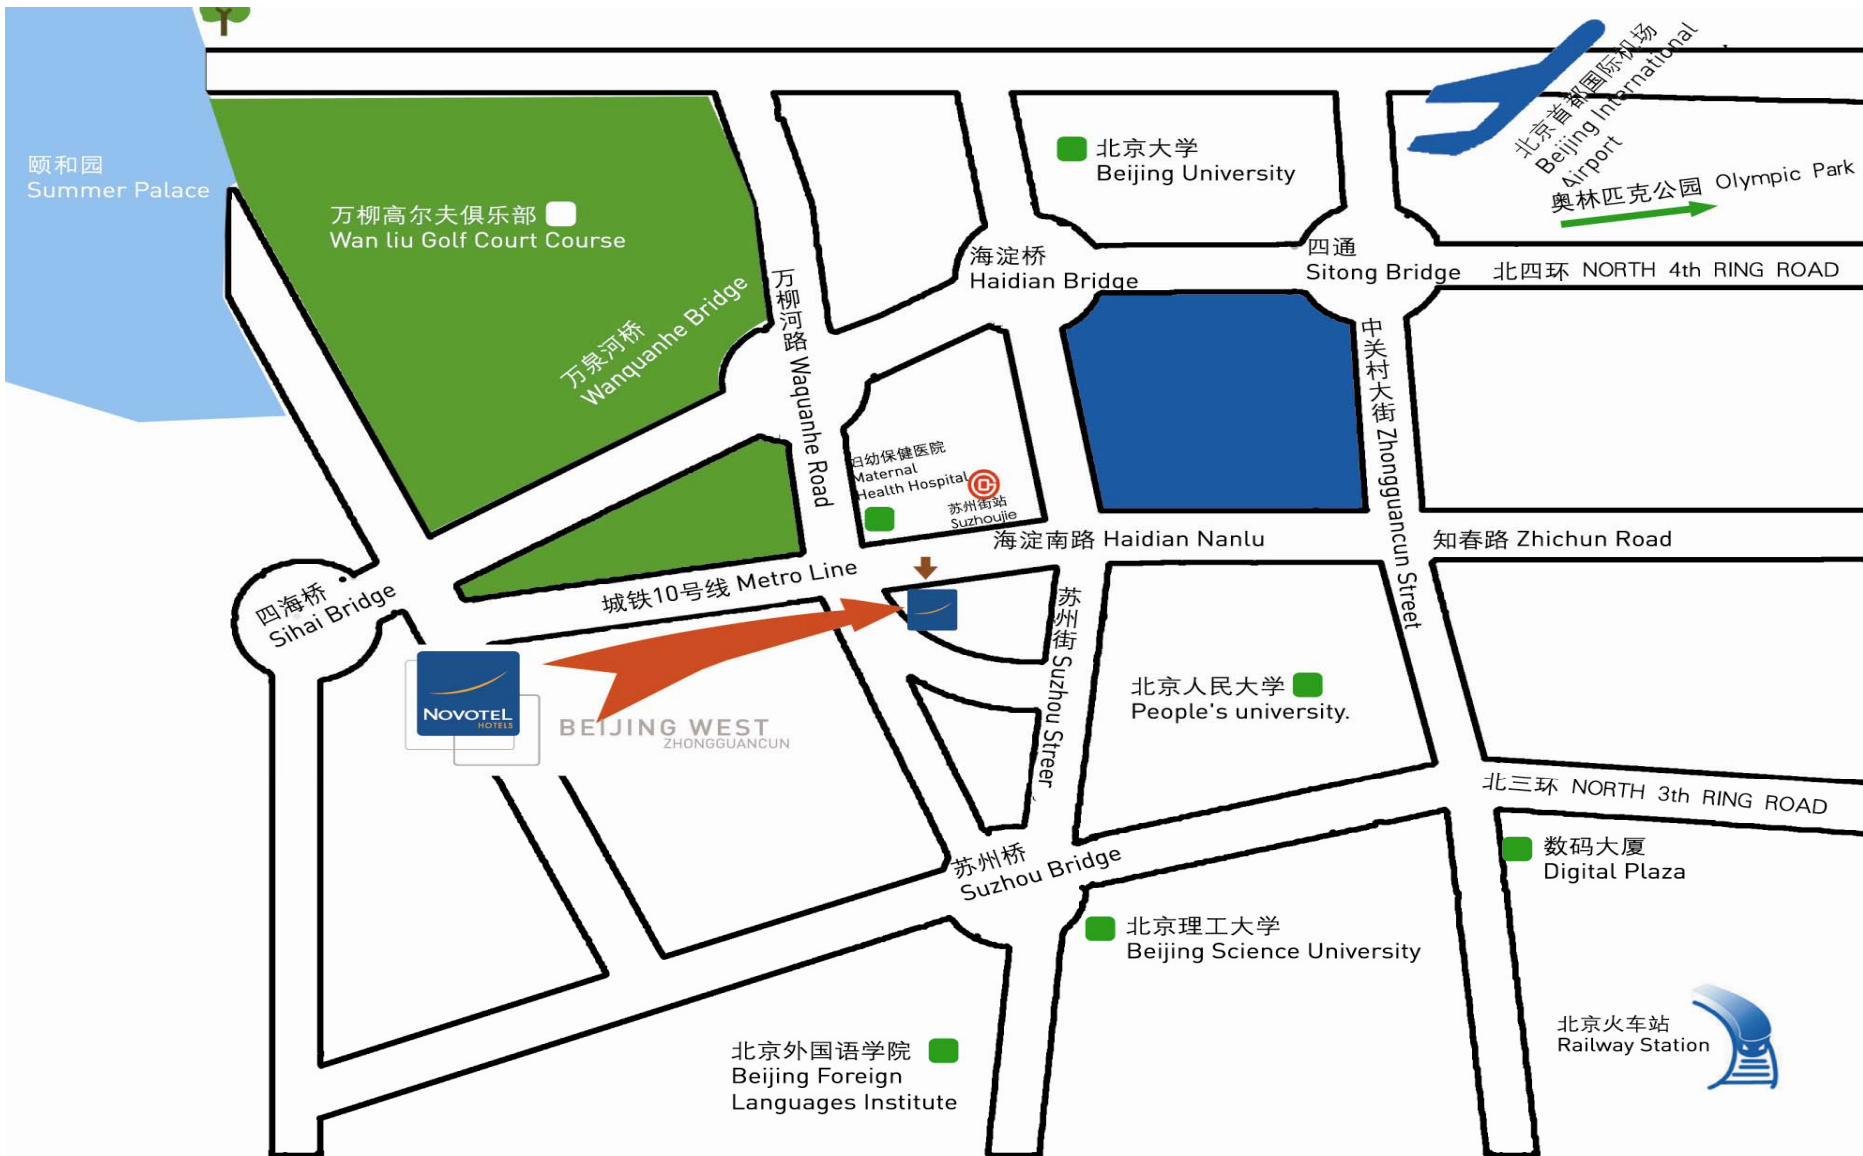 北京首都国际机场
Beijing International
Airport
奥林匹克公园 Olympic Park
颐和园
Summer Palace
北京大学
Beijing University
万柳高尔夫俱乐部
Wan liu Golf Court Course
海淀桥
Haidian Bridge
四通
Sitong Bridge
北四环 NORTH 4th RING ROAD
万泉河桥
Wanquanhe Bridge
万柳河路 Waquanhe Road
中关村大街 Zhongguancun Street
妇幼保健医院
Maternal
Health Hospital
苏州街站
Suzhoujie
海淀南路 Haidian Nanlu
知春路 Zhichun Road
城铁10号线 Metro Line
四海桥
Sihai Bridge
苏州街 Suzhou Streer
NOVOTEL
HOTELS
BEIJING WEST
ZHONGGUANCUN
北京人民大学
People's university.
北三环 NORTH 3th RING ROAD
苏州桥
Suzhou Bridge
数码大厦
Digital Plaza
北京理工大学
Beijing Science University
北京外国语学院
Beijing Foreign
Languages Institute
北京火车站
Railway Station